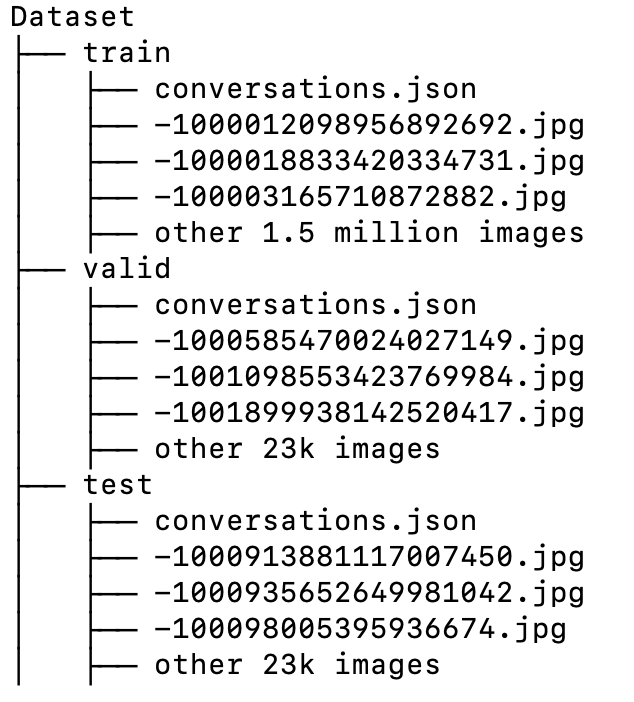 Dataset
├── train
│   ├── conversations.json
│   ├── -1000012098956892692.jpg
│   ├── -1000018833420334731.jpg
│   ├── -100003165710872882.jpg
│   ├── other 1.5 million images
├── valid
│   ├── conversations.json
│   ├── -1000585470024027149.jpg
│   ├── -1001098553423769984.jpg
│   ├── -1001899938142520417.jpg
│   ├── other 23k images
├── test
│   ├── conversations.json
│   ├── -1000913881117007450.jpg
│   ├── -1000935652649981042.jpg
│   ├── -100098005395936674.jpg
│   ├── other 23k images